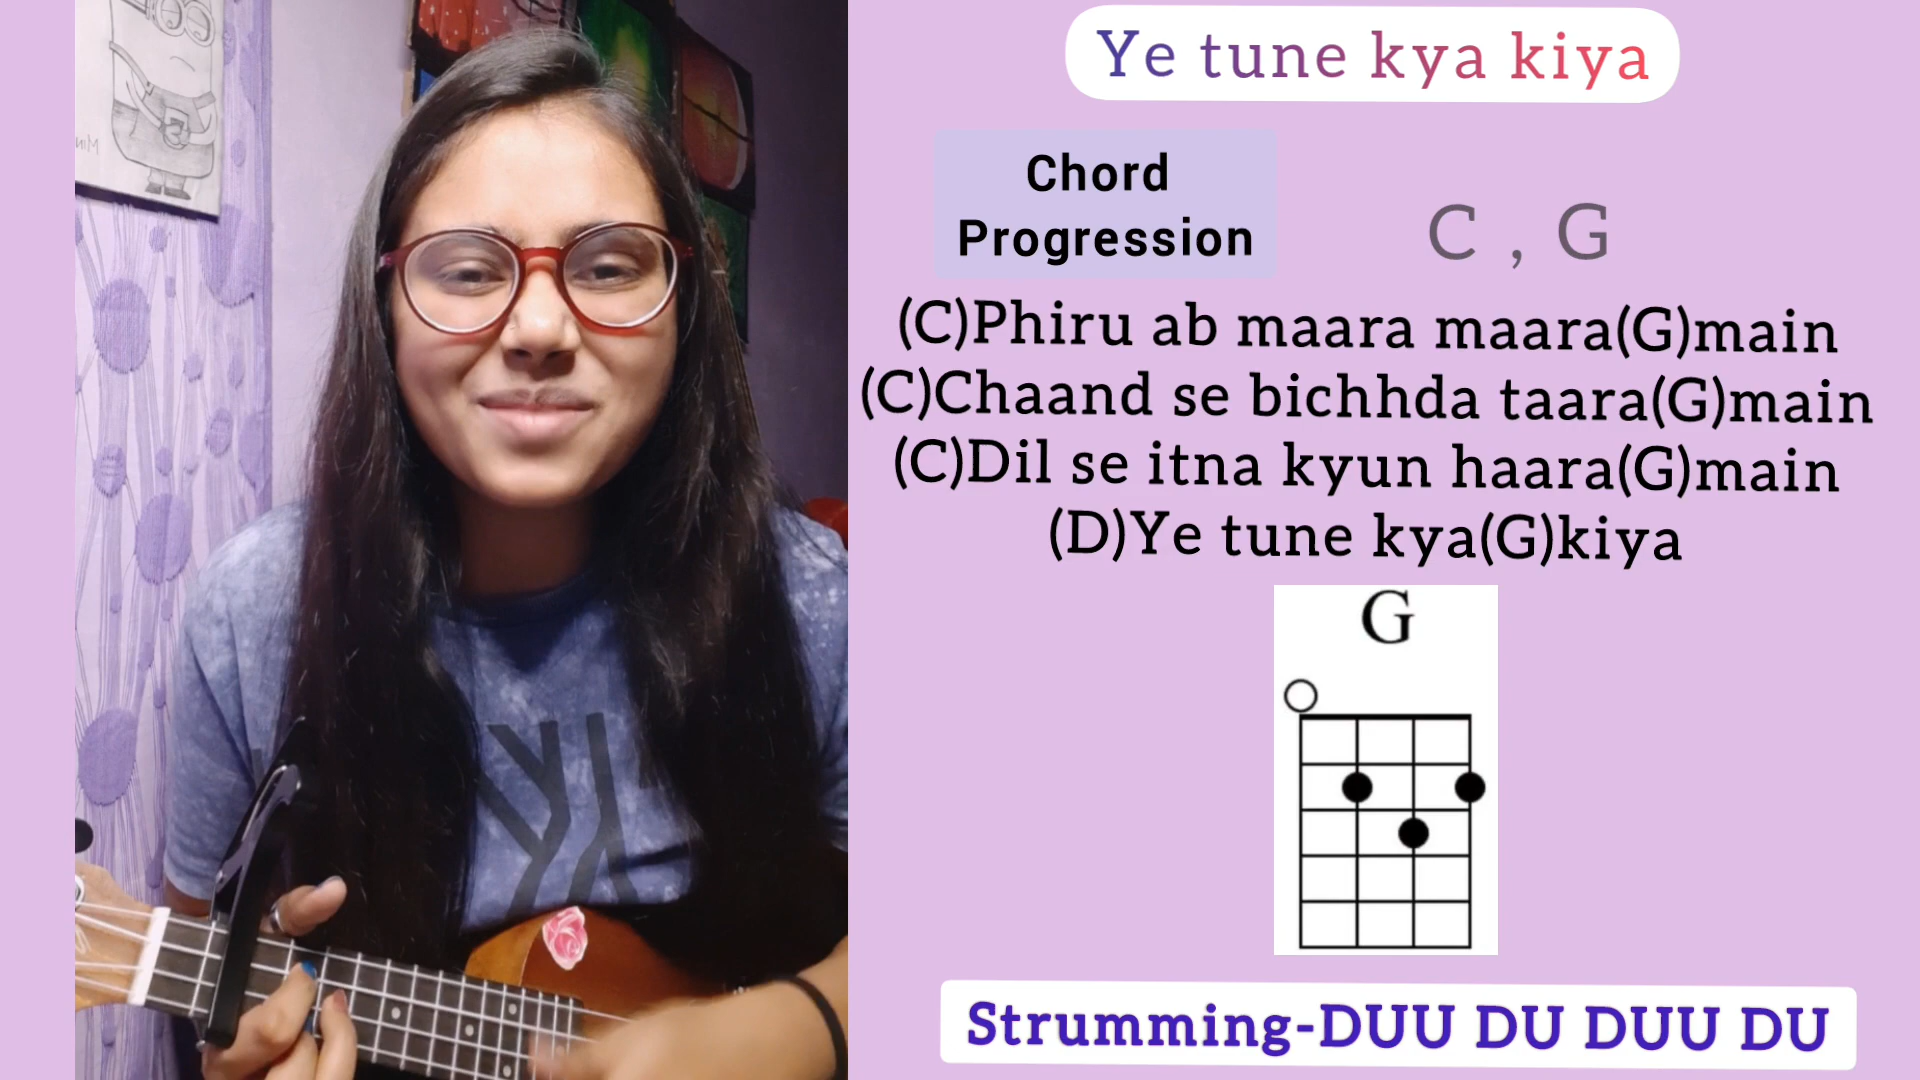 Ye tune kya kiya
Chord
Progression
C , G
(C)Phiru ab maara maara(G)main
(C)Chaand se bichhda taara(G)main
(C)Dil se itna kyun haara(G)main
(D)Ye tune kya(G)kiya
G
Strumming-DUU DU DUU DU